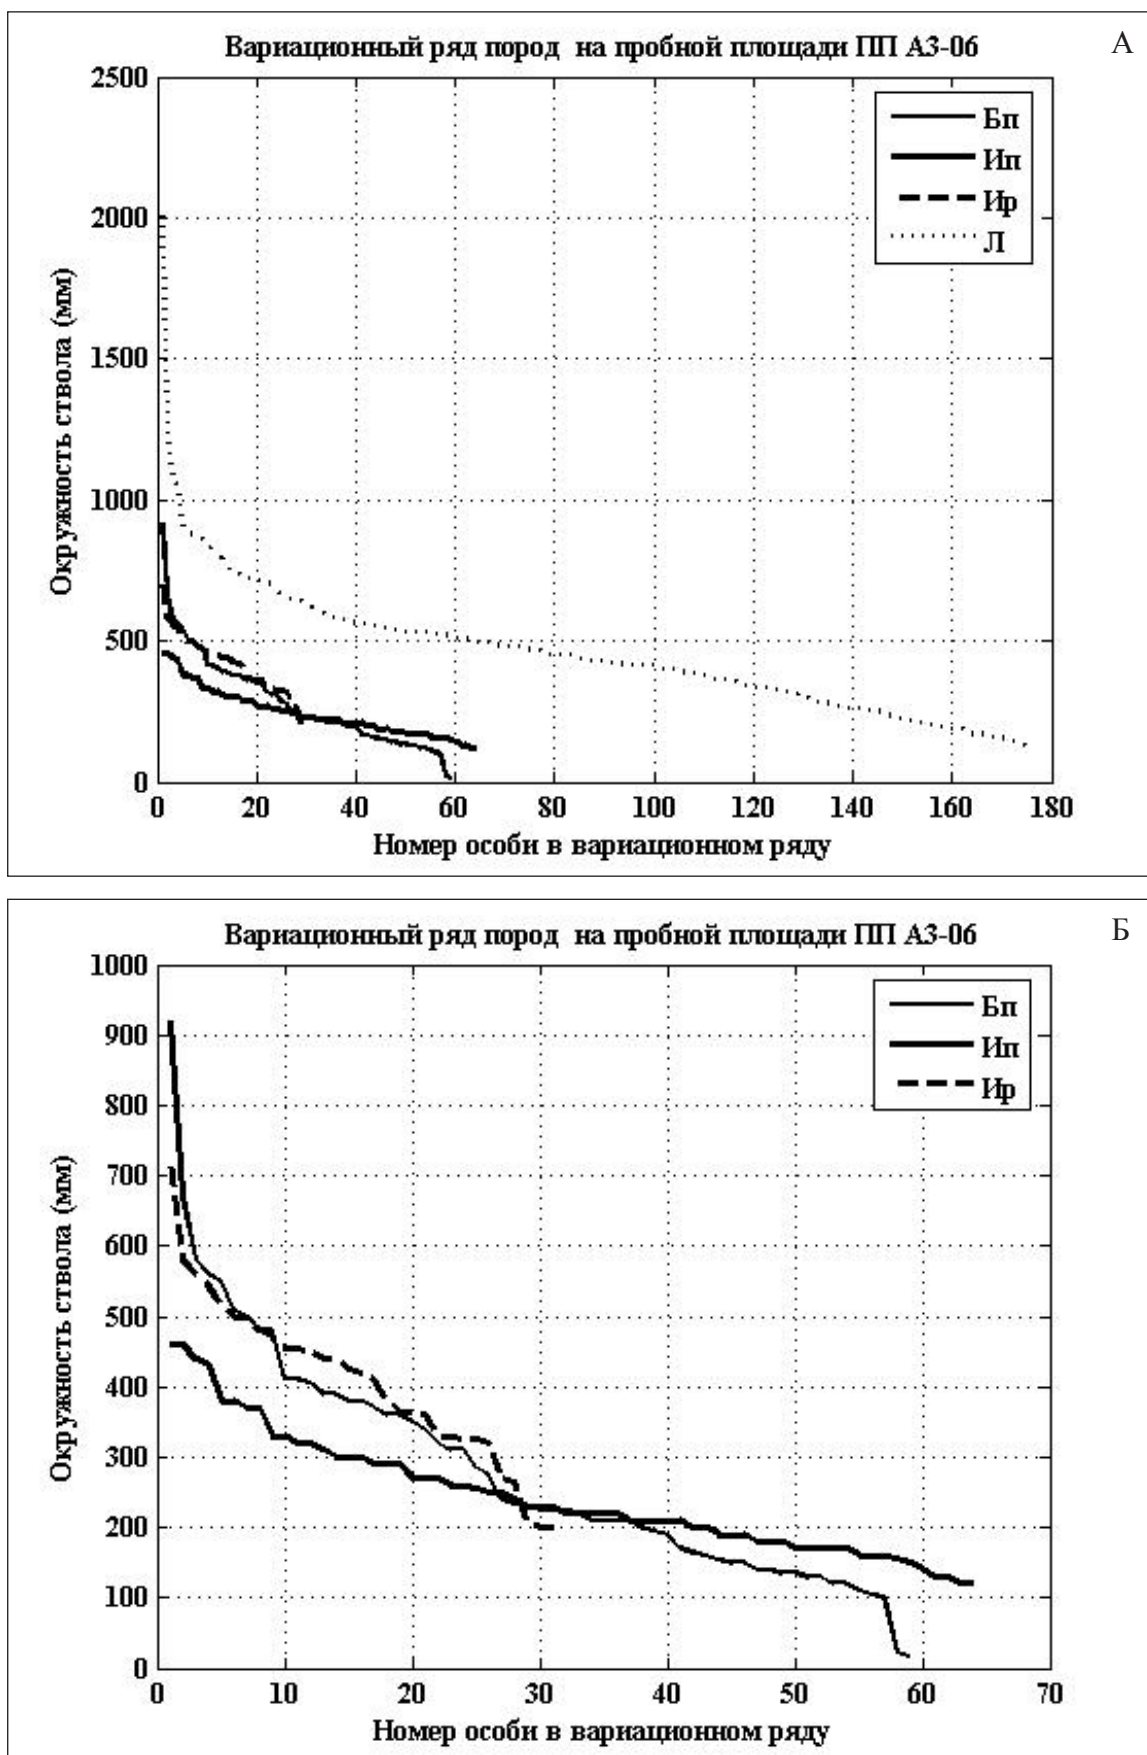 Вариационный ряд пород на пробной площади ПП А3-06
А
2500
2000
1500
1000
500
0
Окружность ствола (мм)
Бп
Ип
Ир
Л
0 20 40 60 80 100 120 140 160 180
Номер особи в вариационном ряду
Вариационный ряд пород на пробной площади ПП А3-06
Б
1000
900
800
700
600
500
400
300
200
100
0
Окружность ствола (мм)
Бп
Ип
Ир
0 10 20 30 40 50 60 70
Номер особи в вариационном ряду